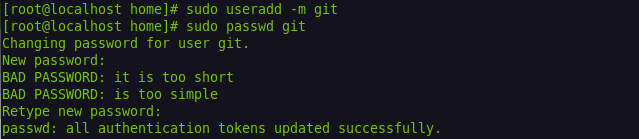 [root@localhost home]# sudo useradd -m git
[root@localhost home]# sudo passwd git
Changing password for user git.
New password:
BAD PASSWORD: it is too short
BAD PASSWORD: is too simple
Retype new password:
passwd: all authentication tokens updated successfully.